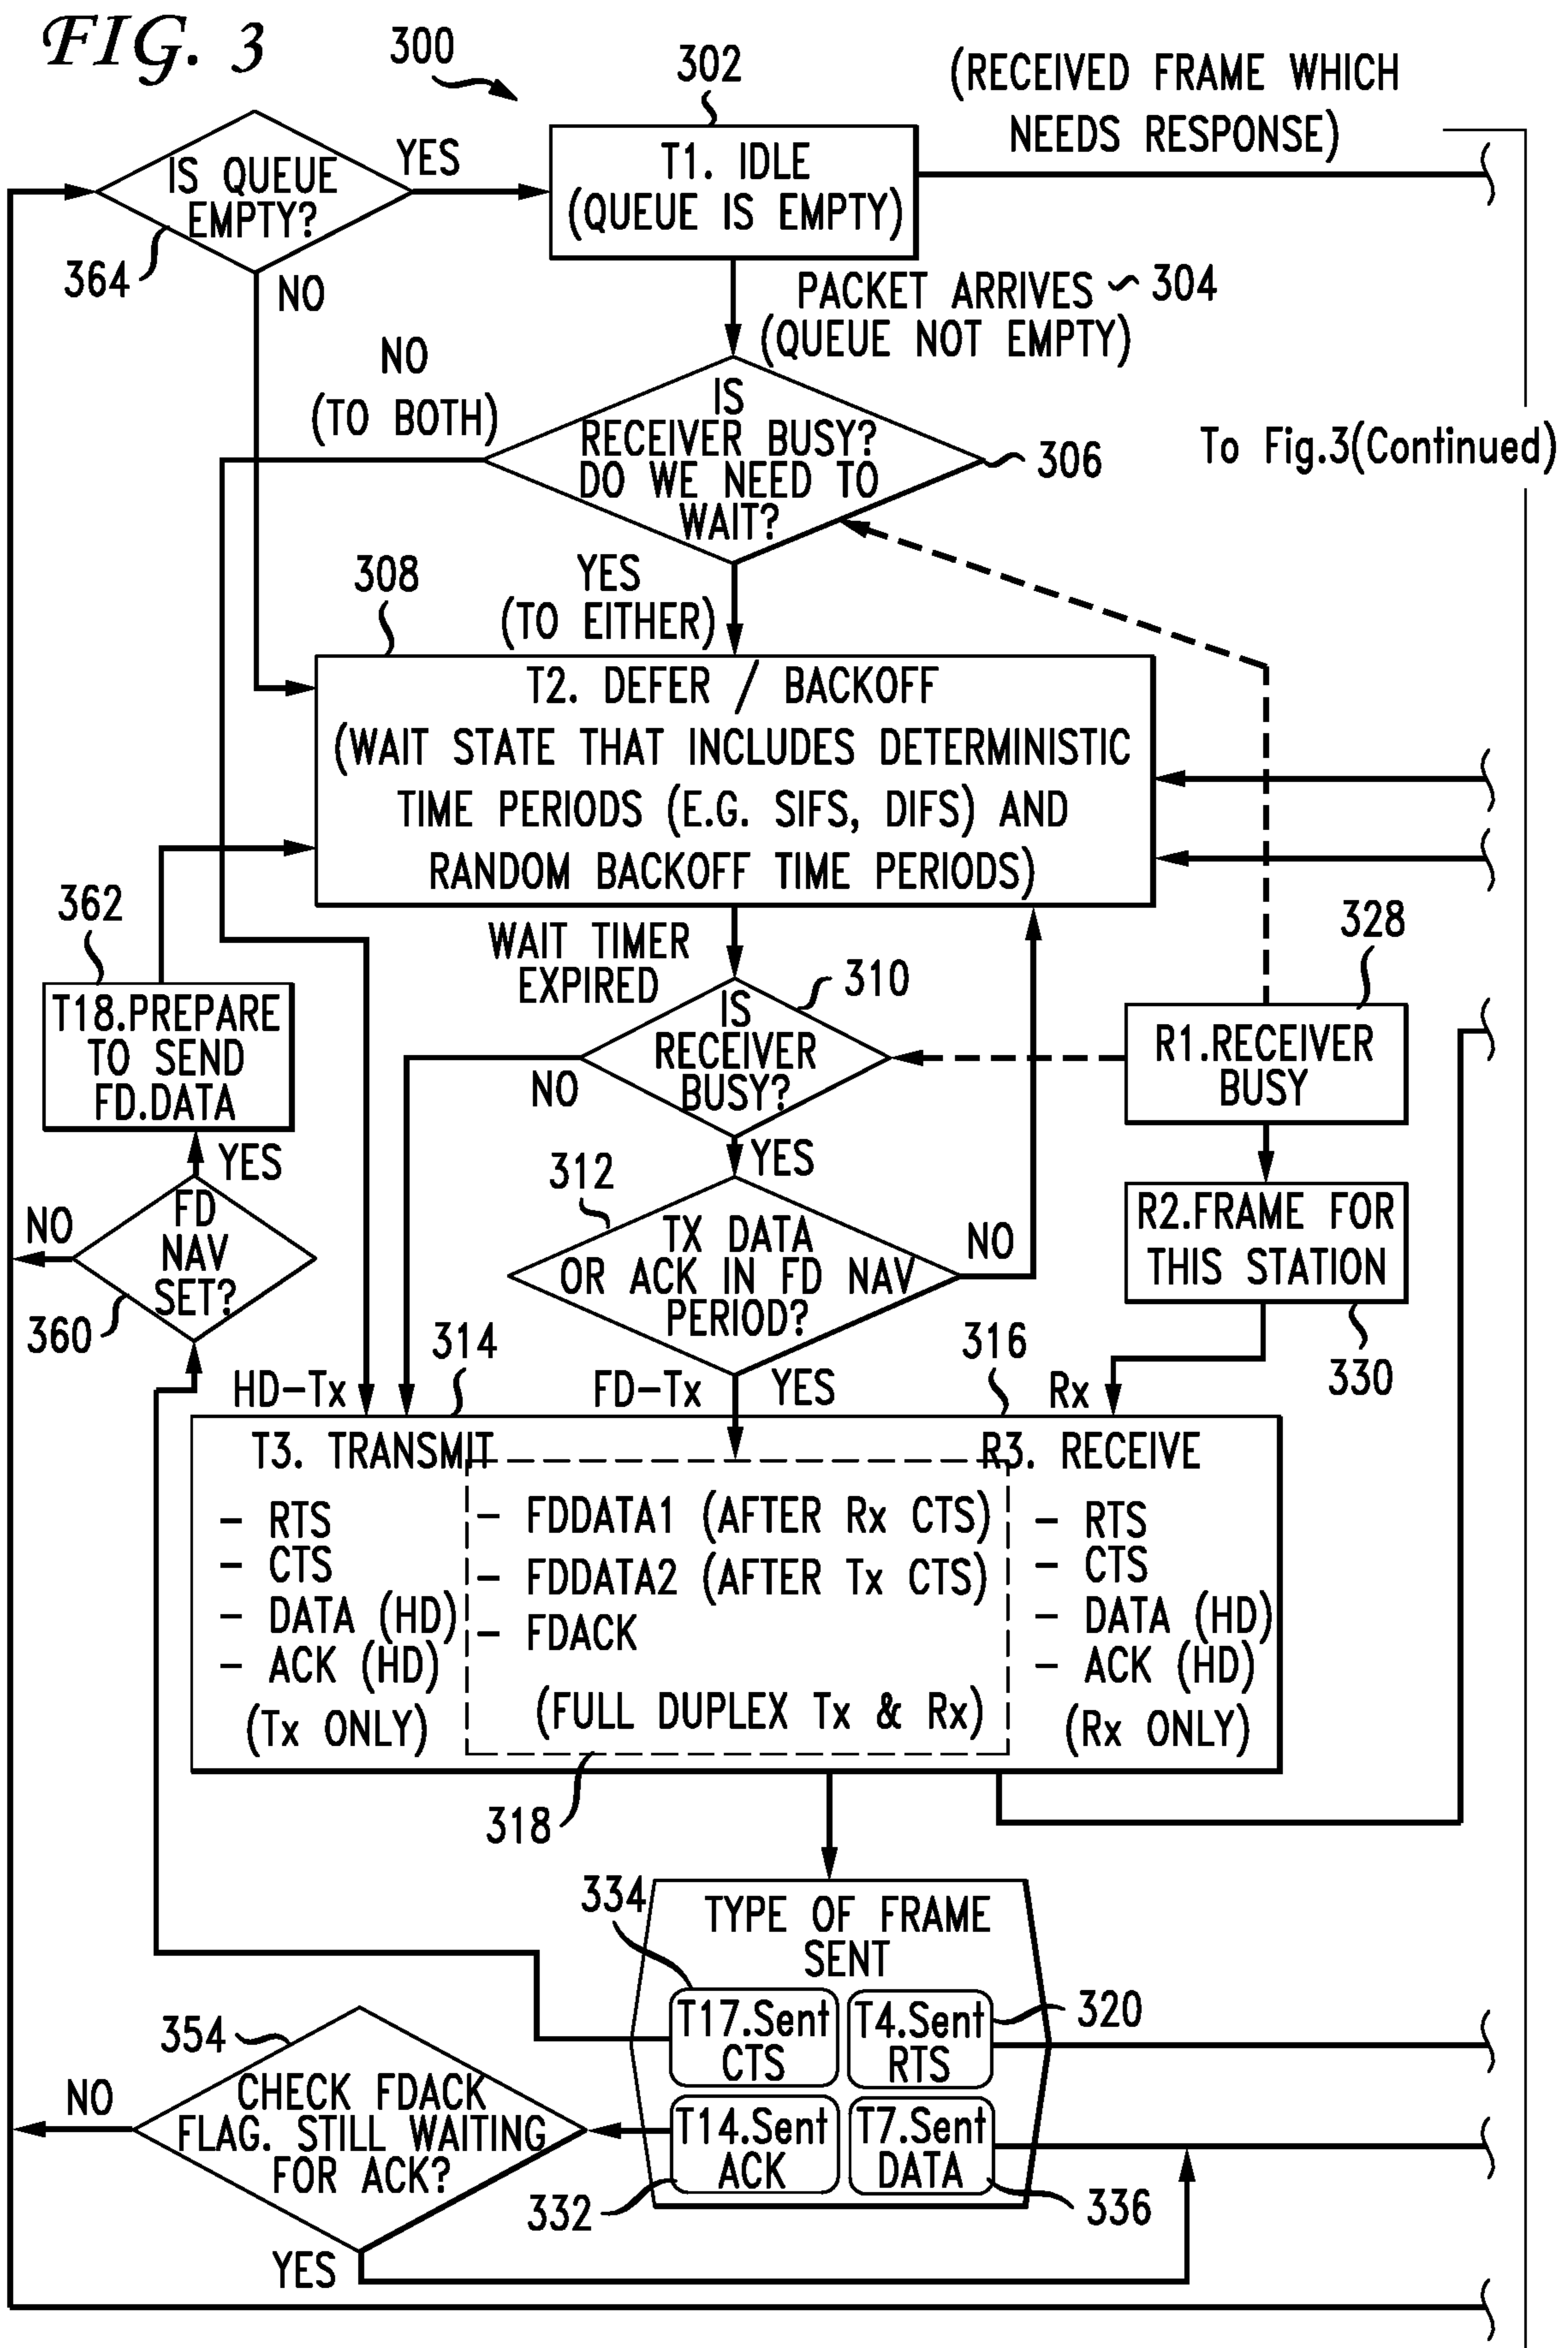 FIG. 3
300
302
(RECEIVED FRAME WHICH
NEEDS RESPONSE)
IS QUEUE
EMPTY?
YES
364
NO
T1. IDLE
(QUEUE IS EMPTY)
PACKET ARRIVES
304
(QUEUE NOT EMPTY)
NO
(TO BOTH)
IS
RECEIVER BUSY?
DO WE NEED TO
WAIT?
306
To Fig.3(Continued)
308
YES
(TO EITHER)
T2. DEFER / BACKOFF
(WAIT STATE THAT INCLUDES DETERMINISTIC
TIME PERIODS (E.G. SIFS, DIFS) AND
RANDOM BACKOFF TIME PERIODS)
362
WAIT TIMER
EXPIRED
310
328
T18.PREPARE
TO SEND
FD.DATA
IS
RECEIVER
BUSY?
NO
R1.RECEIVER
BUSY
YES
YES
312
FD
NAV
SET?
NO
360
TX DATA
OR ACK IN FD NAV
PERIOD?
NO
R2.FRAME FOR
THIS STATION
330
314
316
HD-Tx
FD-Tx
YES
Rx
T3. TRANSMIT
- RTS
- CTS
- DATA (HD)
- ACK (HD)
(Tx ONLY)
- FDDATA1 (AFTER Rx CTS)
- FDDATA2 (AFTER Tx CTS)
- FDACK
(FULL DUPLEX Tx & Rx)
R3. RECEIVE
- RTS
- CTS
- DATA (HD)
- ACK (HD)
(Rx ONLY)
318
334
TYPE OF FRAME
SENT
T17.Sent
CTS
T4.Sent
RTS
320
354
CHECK FDACK
FLAG. STILL WAITING
FOR ACK?
NO
T14.Sent
ACK
T7.Sent
DATA
332
336
YES